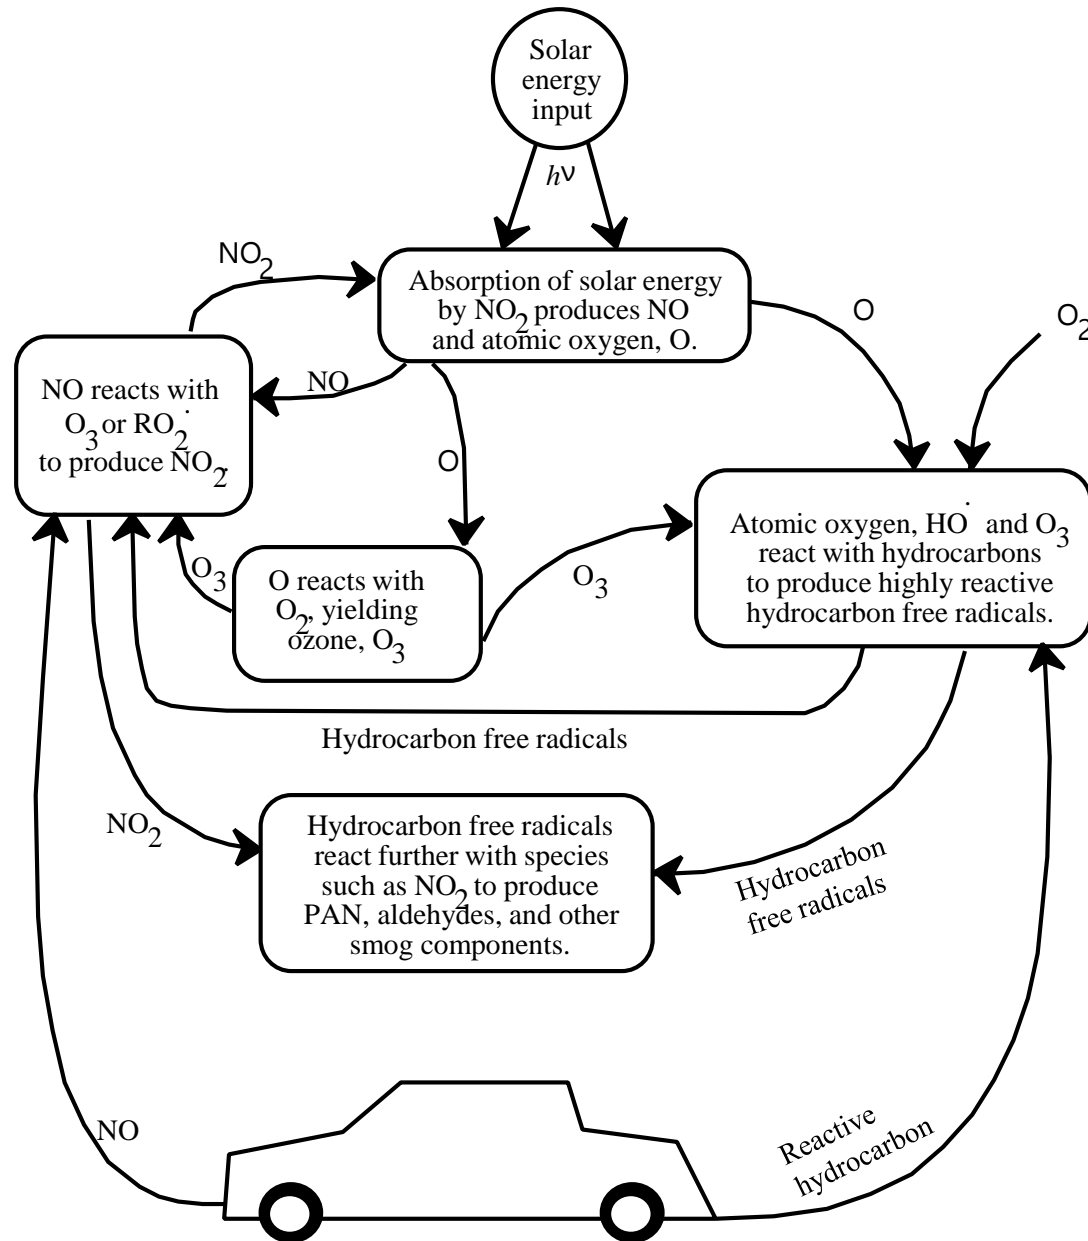 Solar
energy
input
hν
NO2
Absorption of solar energy
by NO2 produces NO
and atomic oxygen, O.
O
O2
NO
NO reacts with
O3 or RO2˙
to produce NO2.
O
Atomic oxygen, HO˙ and O3
react with hydrocarbons
to produce highly reactive
hydrocarbon free radicals.
O3
O reacts with
O2, yielding
ozone, O3
O3
Hydrocarbon free radicals
NO2
Hydrocarbon free radicals
react further with species
such as NO2 to produce
PAN, aldehydes, and other
smog components.
Hydrocarbon
free radicals
NO
Reactive
hydrocarbon